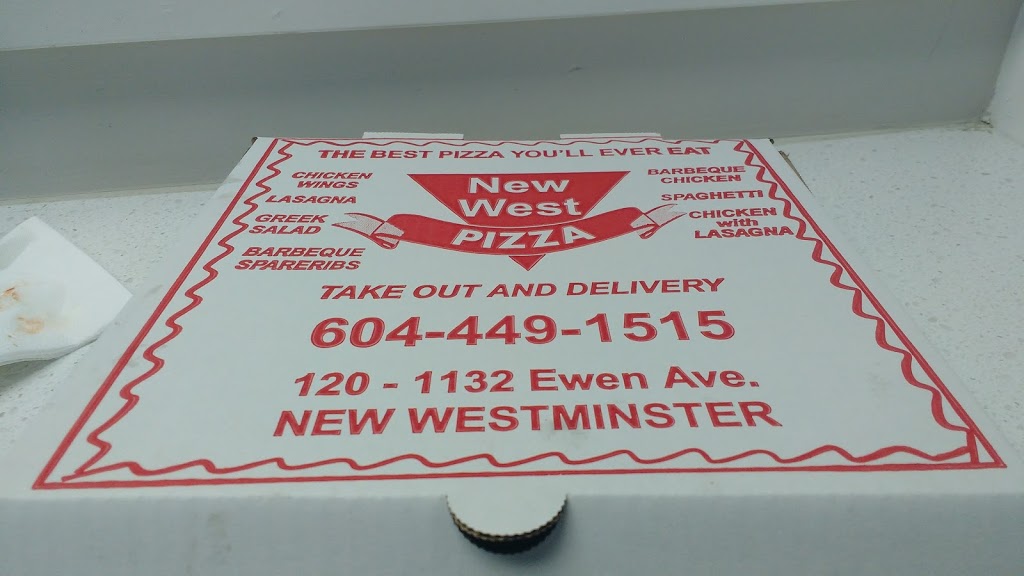 THE BEST PIZZA YOU'LL EVER EAT
CHICKEN
WINGS
LASAGNA
GREEK
SALAD
BARBEQUE
SPARERIBS
New
West
PIZZA
BARBEQUE
CHICKEN
SPAGHETTI
CHICKEN
with
LASAGNA
TAKE OUT AND DELIVERY
604-449-1515
120 - 1132 Ewen Ave.
NEW WESTMINSTER